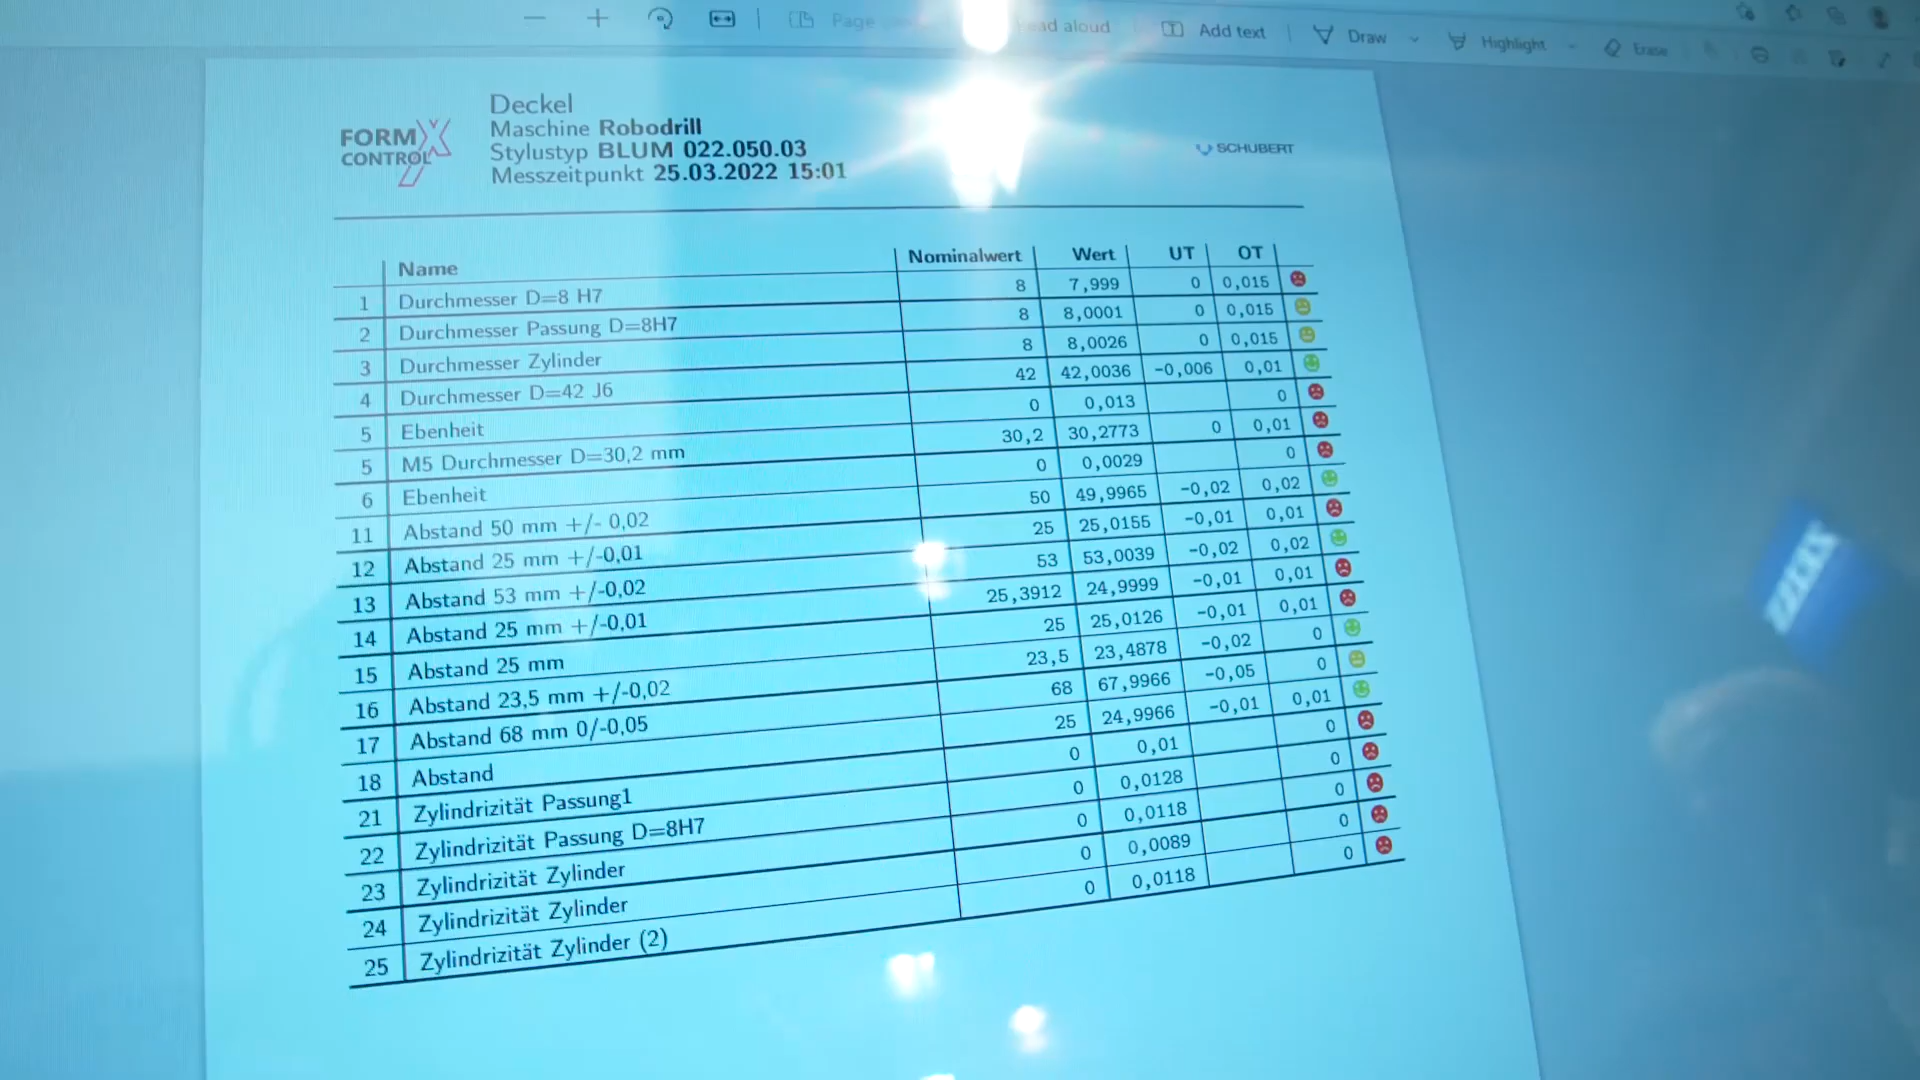 Page
ead aloud
Add text
Draw
Highlight
Erase
FORM X
CONTROL
Deckel
Maschine Robodrill
Stylustyp BLUM 022.050.03
Messzeitpunkt 25.03.2022 15:01
SCHUBERT
Name Nominalwert Wert UT OT
1 Durchmesser D=8 H7 8 7,999 0 0,015
2 Durchmesser Passung D=8H7 8 8,0001 0 0,015
3 Durchmesser Zylinder 8 8,0026 0 0,015
4 Durchmesser D=42 J6 42 42,0036 -0,006 0,01
5 Ebenheit 0 0,013 0
5 M5 Durchmesser D=30,2 mm 30,2 30,2773 0 0,01
6 Ebenheit 0 0,0029 0
11 Abstand 50 mm +/- 0,02 50 49,9965 -0,02 0,02
12 Abstand 25 mm +/-0,01 25 25,0155 -0,01 0,01
13 Abstand 53 mm +/-0,02 53 53,0039 -0,02 0,02
14 Abstand 25 mm +/-0,01 25,3912 24,9999 -0,01 0,01
15 Abstand 25 mm 25 25,0126 -0,01 0,01
16 Abstand 23,5 mm +/-0,02 23,5 23,4878 -0,02 0
17 Abstand 68 mm 0/-0,05 68 67,9966 -0,05 0
18 Abstand 25 24,9966 -0,01 0,01
21 Zylindrizität Passung1 0 0,01 0
22 Zylindrizität Passung D=8H7 0 0,0128 0
23 Zylindrizität Zylinder 0 0,0118 0
24 Zylindrizität Zylinder 0 0,0089 0
25 Zylindrizität Zylinder (2) 0 0,0118 0
ZEISS